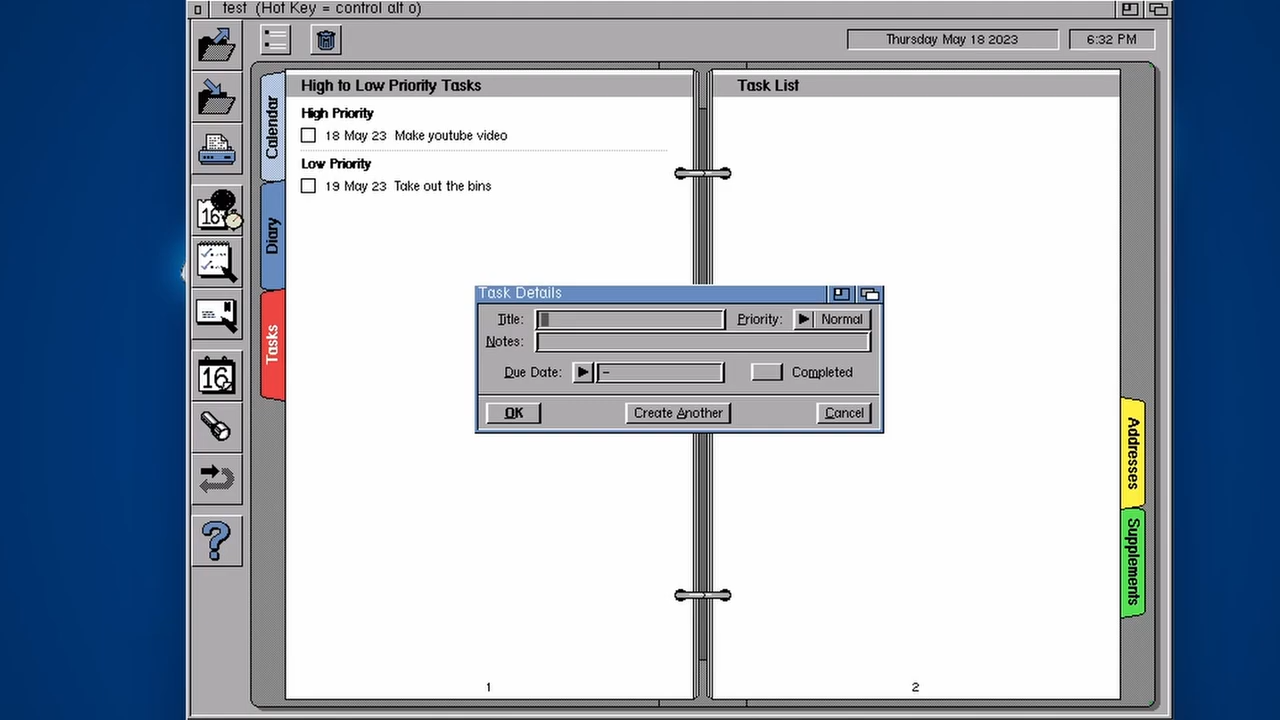 test (Hot Key = control alt o)
Thursday May 18 2023
6:32 PM
Calendar
Diary
Tasks
16
16
High to Low Priority Tasks
High Priority
18 May 23 Make youtube video
Low Priority
19 May 23 Take out the bins
1
Task List
2
Addresses
Supplements
Task Details
Title:
Priority: Normal
Notes:
Due Date: -
Completed
OK
Create Another
Cancel